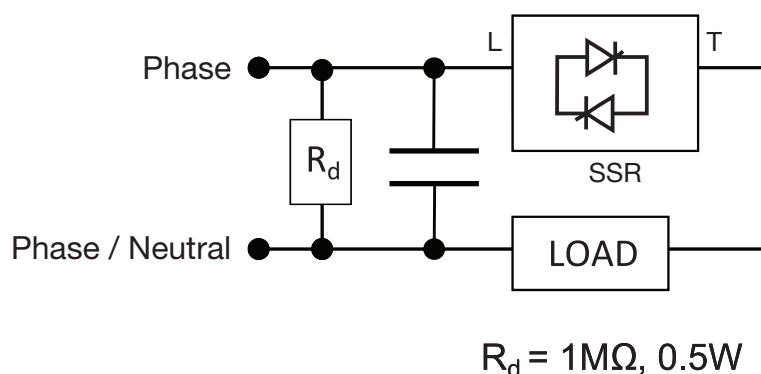 L
T
Phase
R_d
SSR
Phase / Neutral
LOAD
R_d = 1MΩ, 0.5W